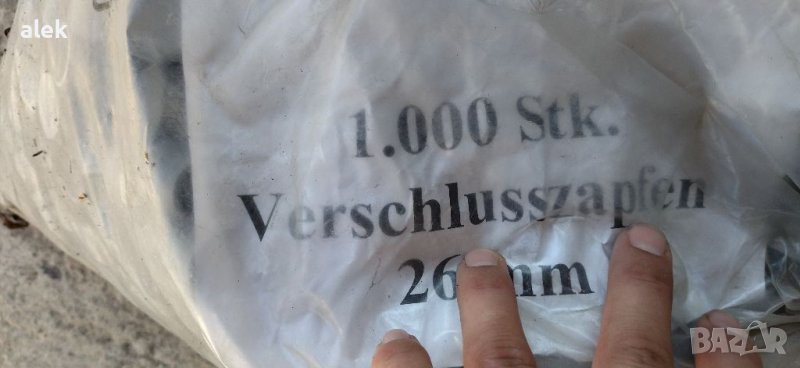 alek
1.000 Stk.
Verschlusszapfen
26 mm
BAZAR